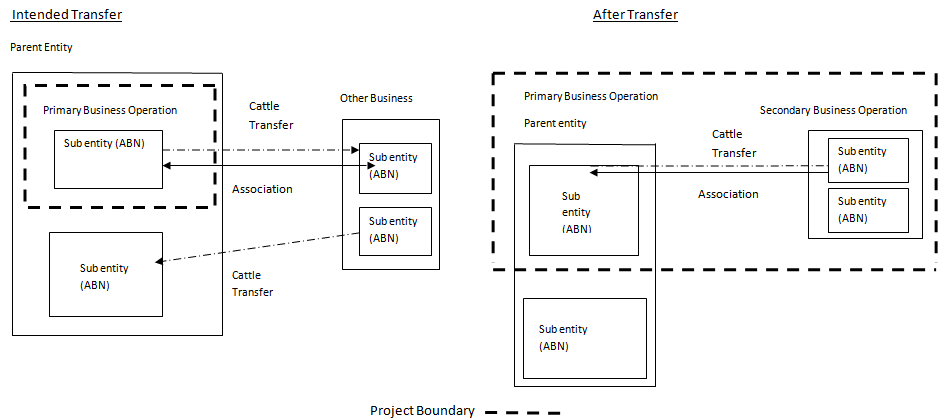 Intended Transfer
Parent Entity
Primary Business Operation
Sub entity (ABN)
Cattle
Transfer
Other Business
Sub entity
(ABN)
Association
Sub entity
(ABN)
Sub entity
(ABN)
Cattle
Transfer
After Transfer
Primary Business Operation
Parent entity
Secondary Business Operation
Cattle
Transfer
Sub entity
(ABN)
Association
Sub entity
(ABN)
Sub
entity
(ABN)
Sub entity
(ABN)
Project Boundary